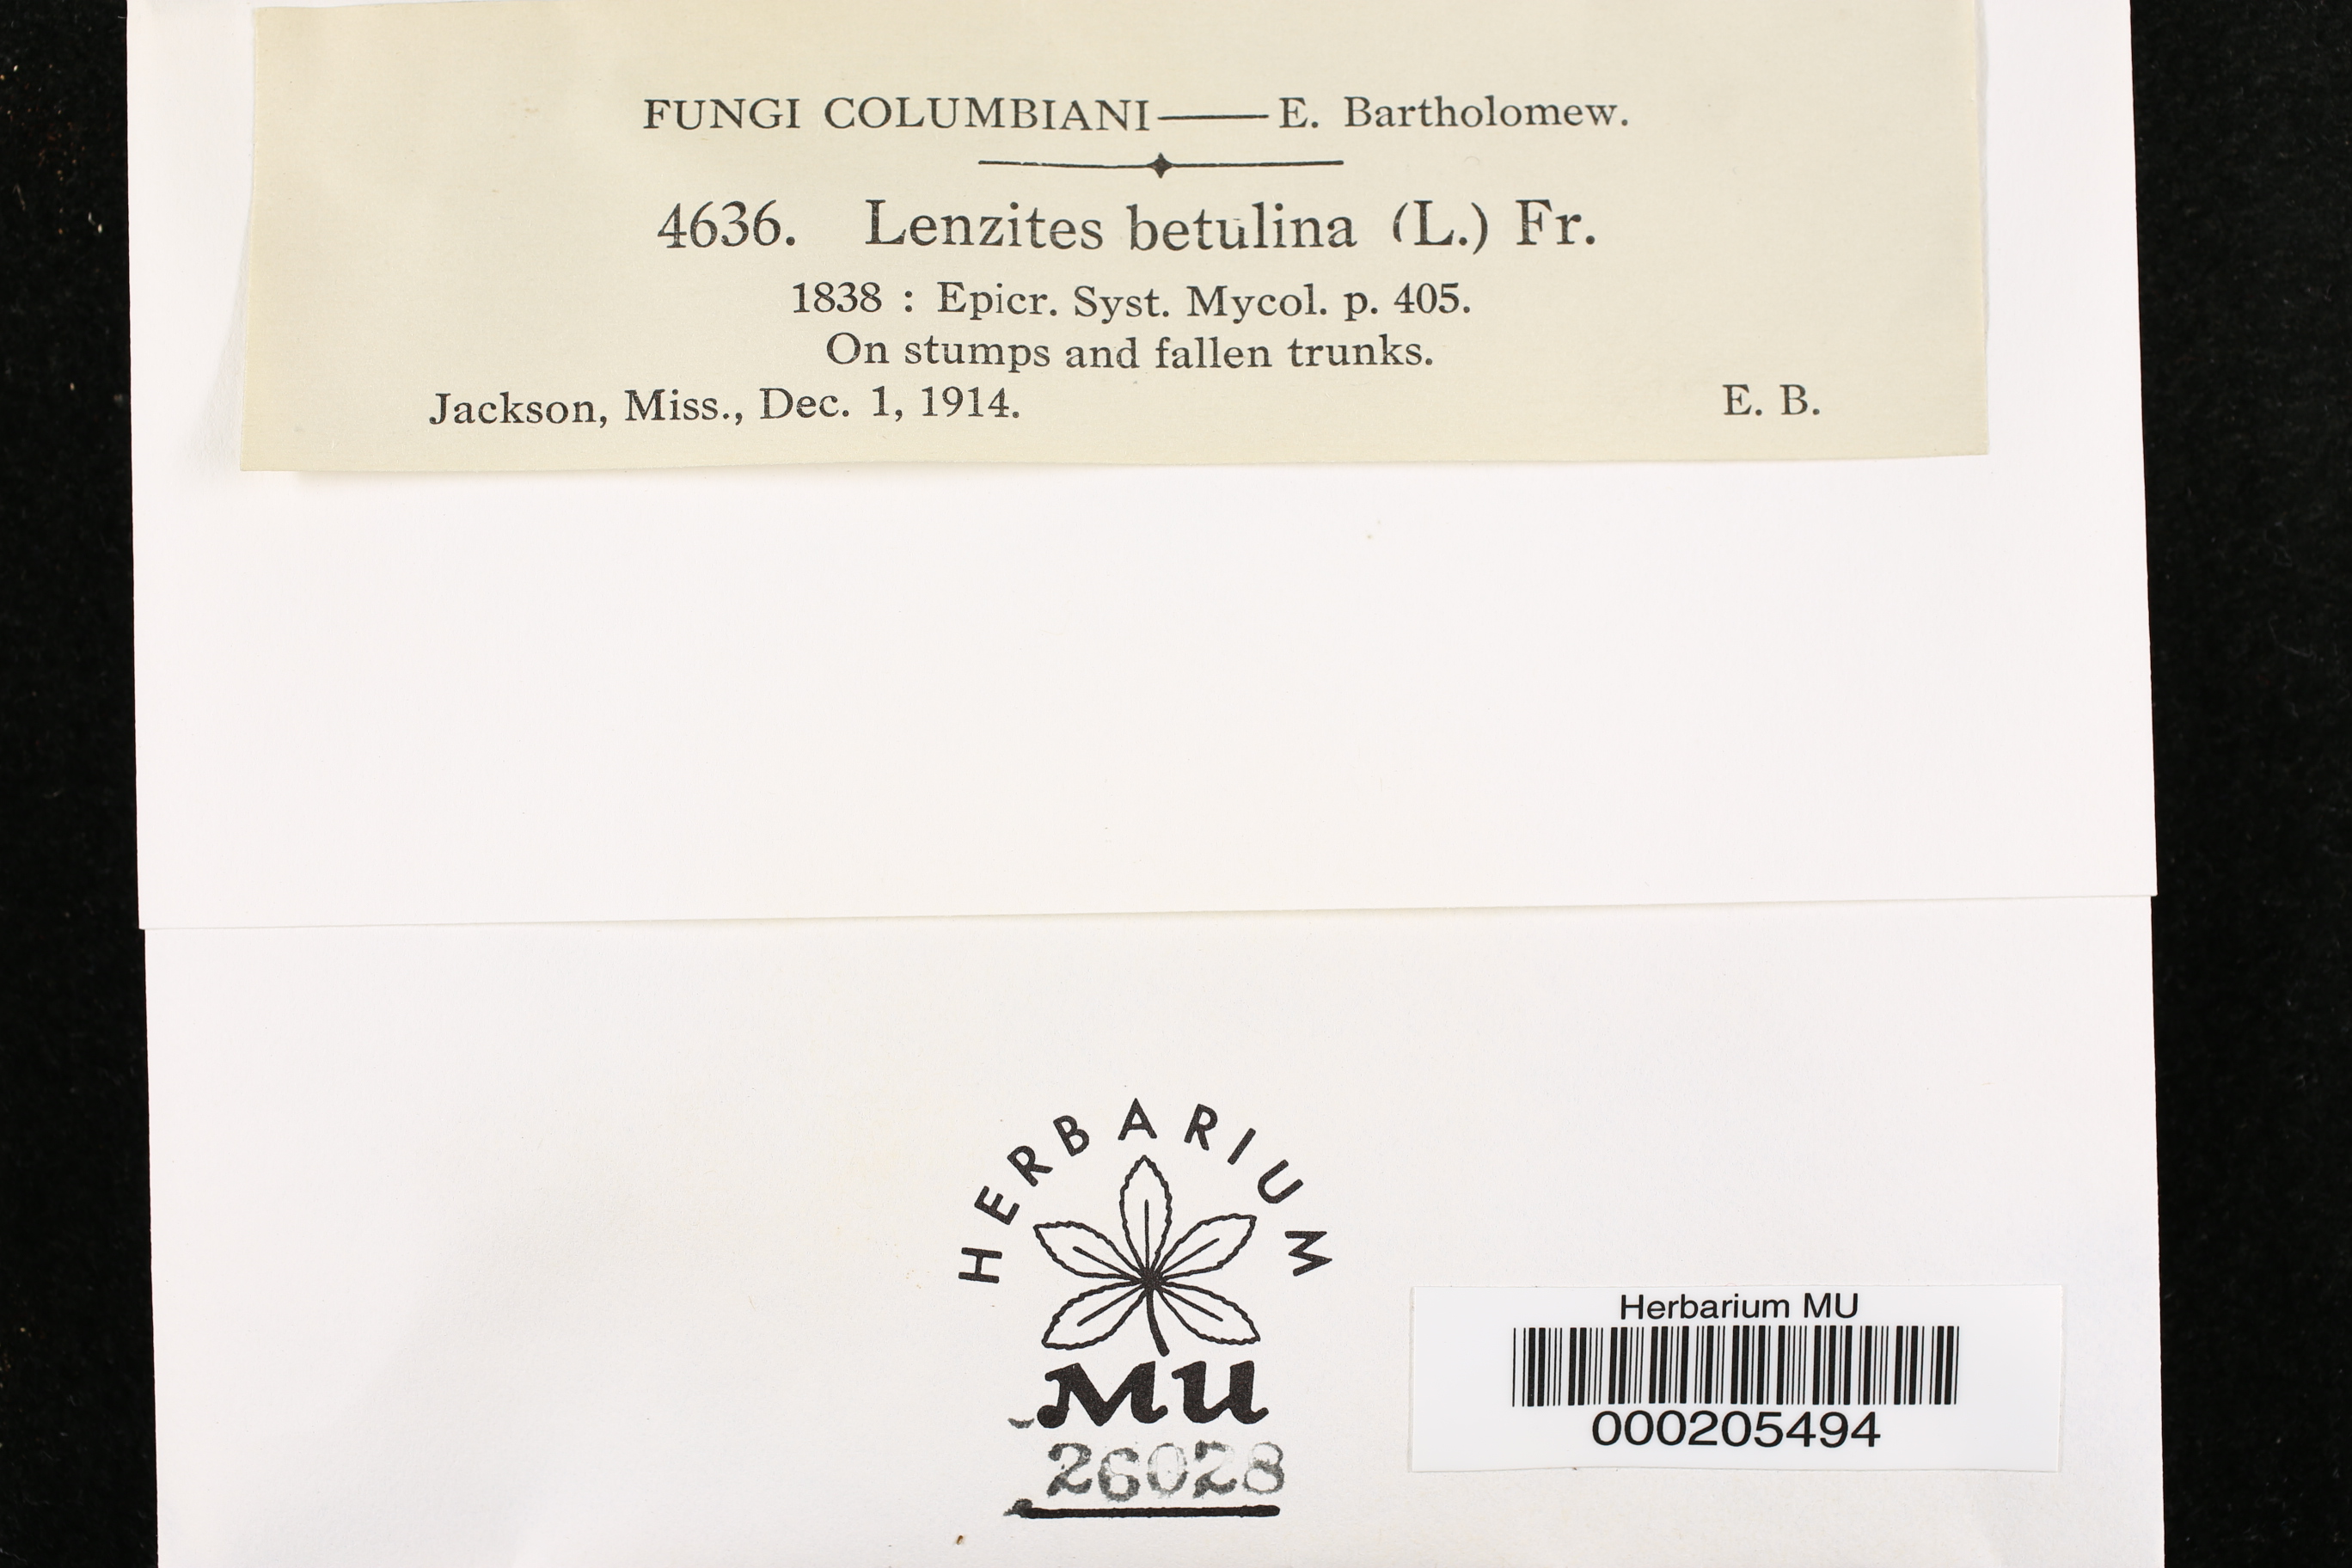 FUNGI COLUMBIANI—E. Bartholomew.
4636. Lenzites betulina (L.) Fr.
1838 : Epicr. Syst. Mycol. p. 405.
On stumps and fallen trunks.
Jackson, Miss., Dec. 1, 1914. E. B.
HERBARIUM
MU
26028
Herbarium MU
000205494